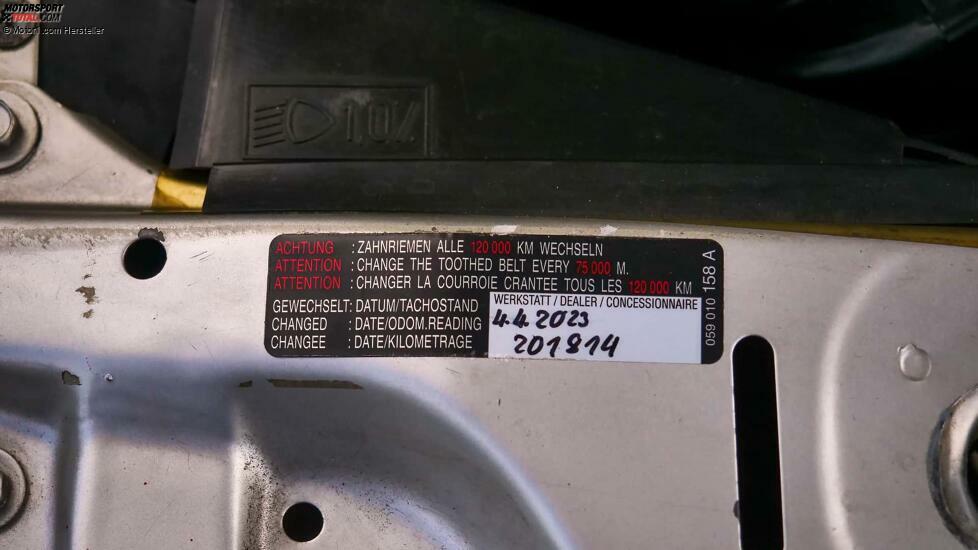 MOTORSPORT
TOTAL.COM
© Motor1.com Hersteller
1.0%
ACHTUNG : ZAHNRIEMEN ALLE 120 000 KM WECHSELN
ATTENTION : CHANGE THE TOOTHED BELT EVERY 75 000 M.
ATTENTION : CHANGER LA COURROIE CRANTEE TOUS LES 120 000 KM
GEWECHSELT: DATUM/TACHOSTAND
CHANGED : DATE/ODOM.READING
CHANGEE : DATE/KILOMETRAGE
WERKSTATT / DEALER / CONCESSIONNAIRE
4.4.2023
201814
059 010 158 A